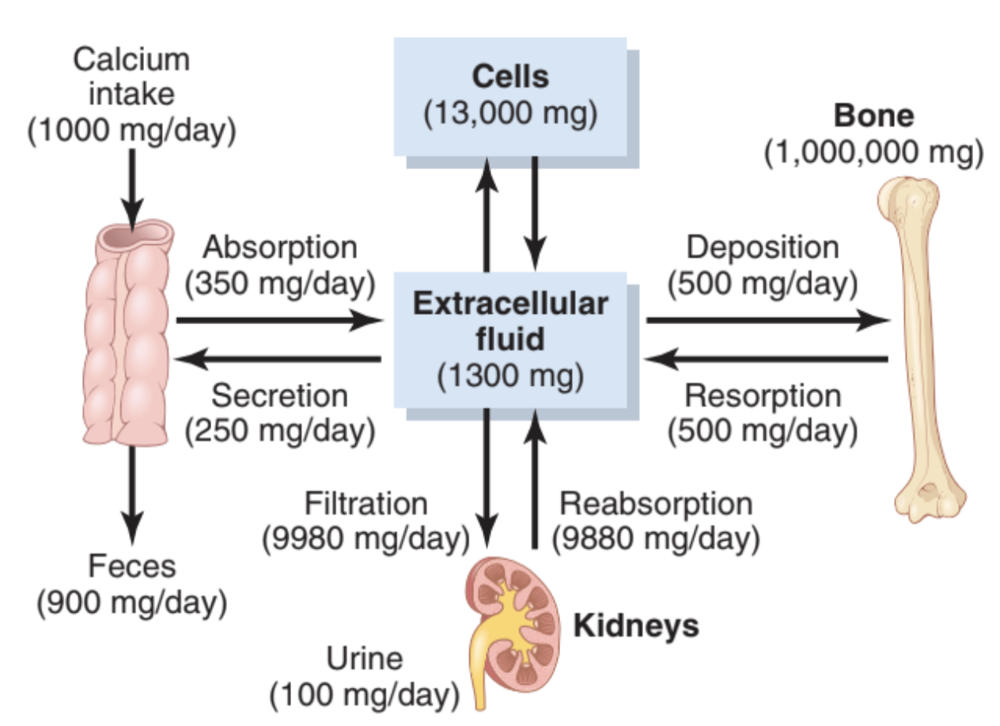 Calcium
intake
(1000 mg/day)
Cells
(13,000 mg)
Bone
(1,000,000 mg)
Absorption
(350 mg/day)
Extracellular
fluid
(1300 mg)
Deposition
(500 mg/day)
Secretion
(250 mg/day)
Resorption
(500 mg/day)
Filtration
(9980 mg/day)
Reabsorption
(9880 mg/day)
Feces
(900 mg/day)
Kidneys
Urine
(100 mg/day)